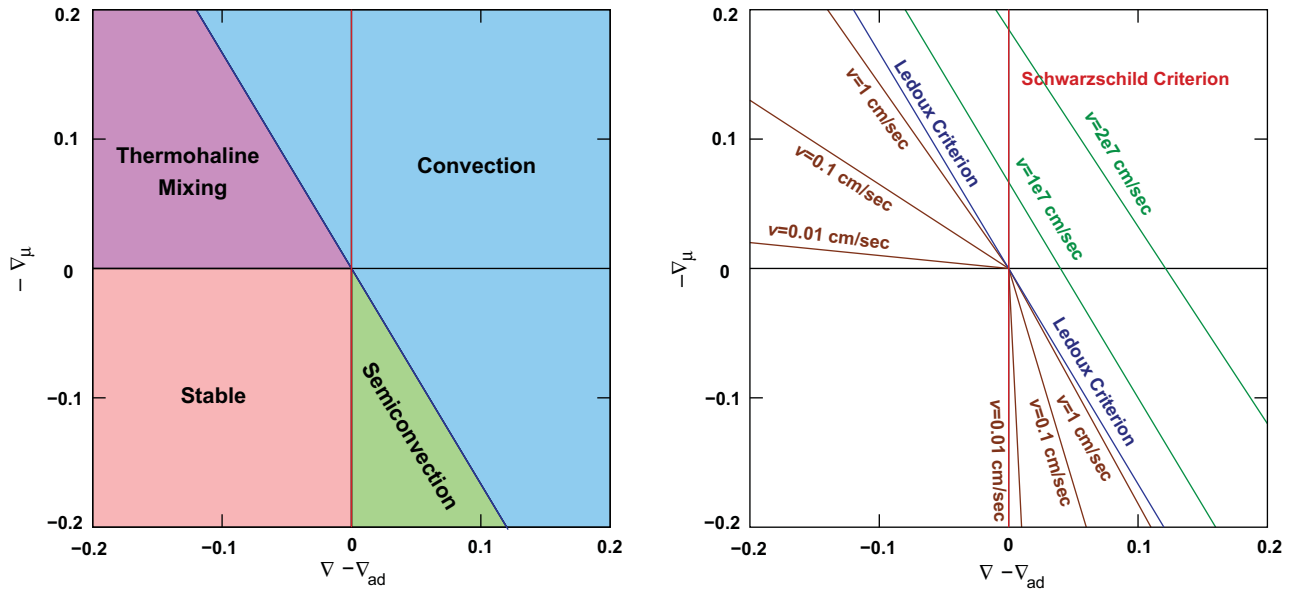 0.2
0.1
0
−0.1
−0.2
− ∇μ
Thermohaline
Mixing
Convection
Stable
Semiconvection
−0.2
−0.1
0
0.1
0.2
∇ −∇ad
0.2
0.1
0
−0.1
−0.2
−∇μ
Schwarzschild Criterion
Ledoux Criterion
v=1 cm/sec
v=0.1 cm/sec
v=0.01 cm/sec
v=2e7 cm/sec
v=1e7 cm/sec
Ledoux Criterion
v=1 cm/sec
v=0.1 cm/sec
v=0.01 cm/sec
−0.2
−0.1
0
0.1
0.2
∇ −∇ad